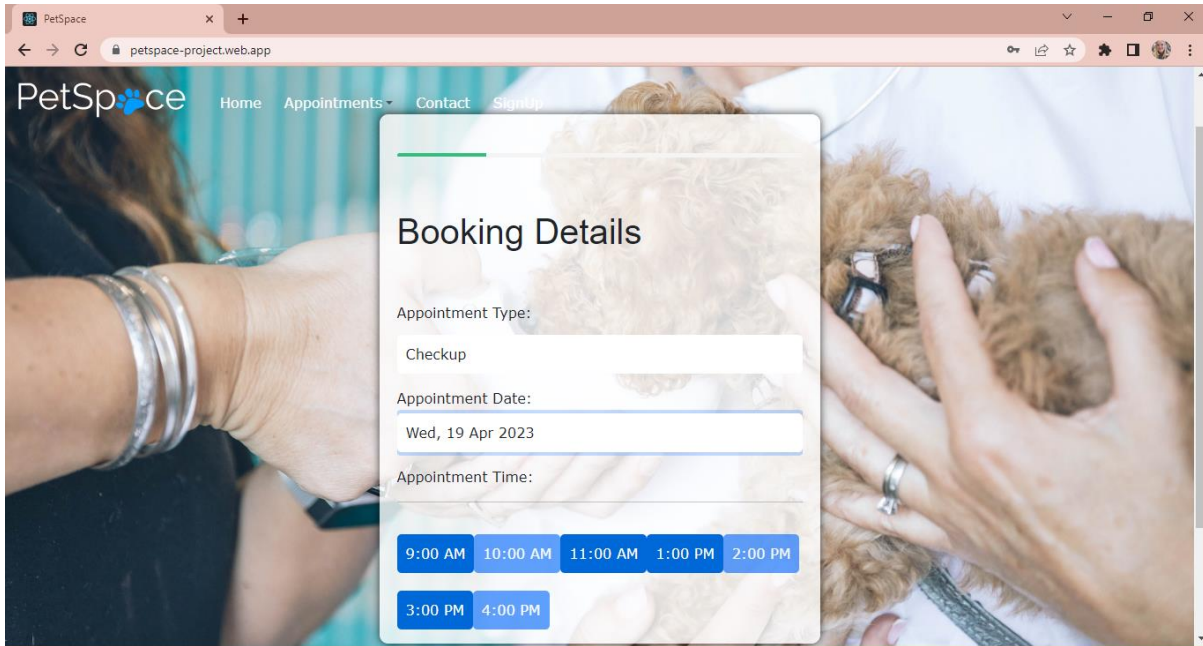 PetSpace
petspace-project.web.app
PetSpace Home Appointments Contact SignUp
Booking Details
Appointment Type:
Checkup
Appointment Date:
Wed, 19 Apr 2023
Appointment Time:
9:00 AM 10:00 AM 11:00 AM 1:00 PM 2:00 PM
3:00 PM 4:00 PM